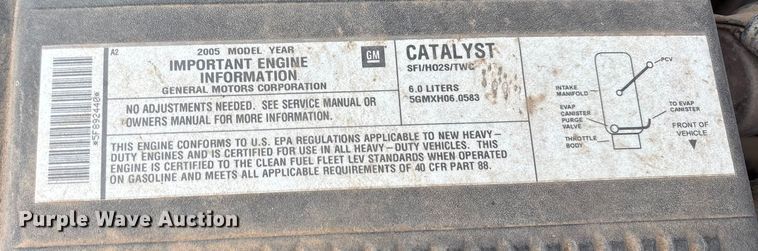 A2
2005 MODEL YEAR
IMPORTANT ENGINE
INFORMATION
GENERAL MOTORS CORPORATION
GM
CATALYST
SFI/HO2S/TWC
6.0 LITERS
5GMXH06.0583
NO ADJUSTMENTS NEEDED. SEE SERVICE MANUAL OR
OWNERS MANUAL FOR MORE INFORMATION.
THIS ENGINE CONFORMS TO U.S. EPA REGULATIONS APPLICABLE TO NEW HEAVY-
DUTY ENGINES AND IS CERTIFIED FOR USE IN ALL HEAVY-DUTY VEHICLES. THIS
ENGINE IS CERTIFIED TO THE CLEAN FUEL FLEET LEV STANDARDS WHEN OPERATED
ON GASOLINE AND MEETS ALL APPLICABLE REQUIREMENTS OF 40 CFR PART 88.
PCV
INTAKE
MANIFOLD
EVAP
CANISTER
PURGE
VALVE
THROTTLE
BODY
TO EVAP
CANISTER
FRONT OF
VEHICLE
*5F892440*
Purple Wave Auction